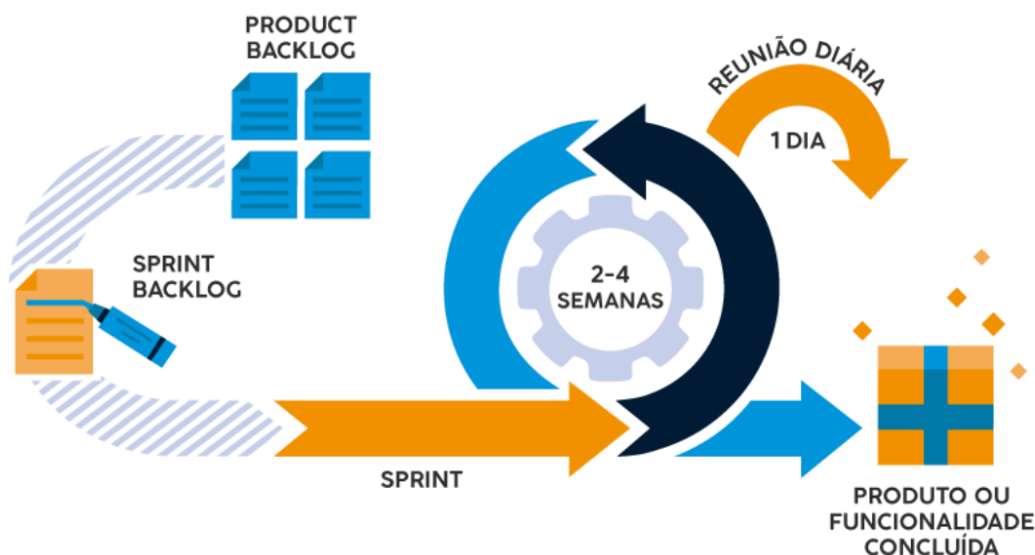 PRODUCT
BACKLOG
SPRINT
BACKLOG
SPRINT
2-4
SEMANAS
REUNIÃO DIÁRIA
1 DIA
PRODUTO OU
FUNCIONALIDADE
CONCLUÍDA